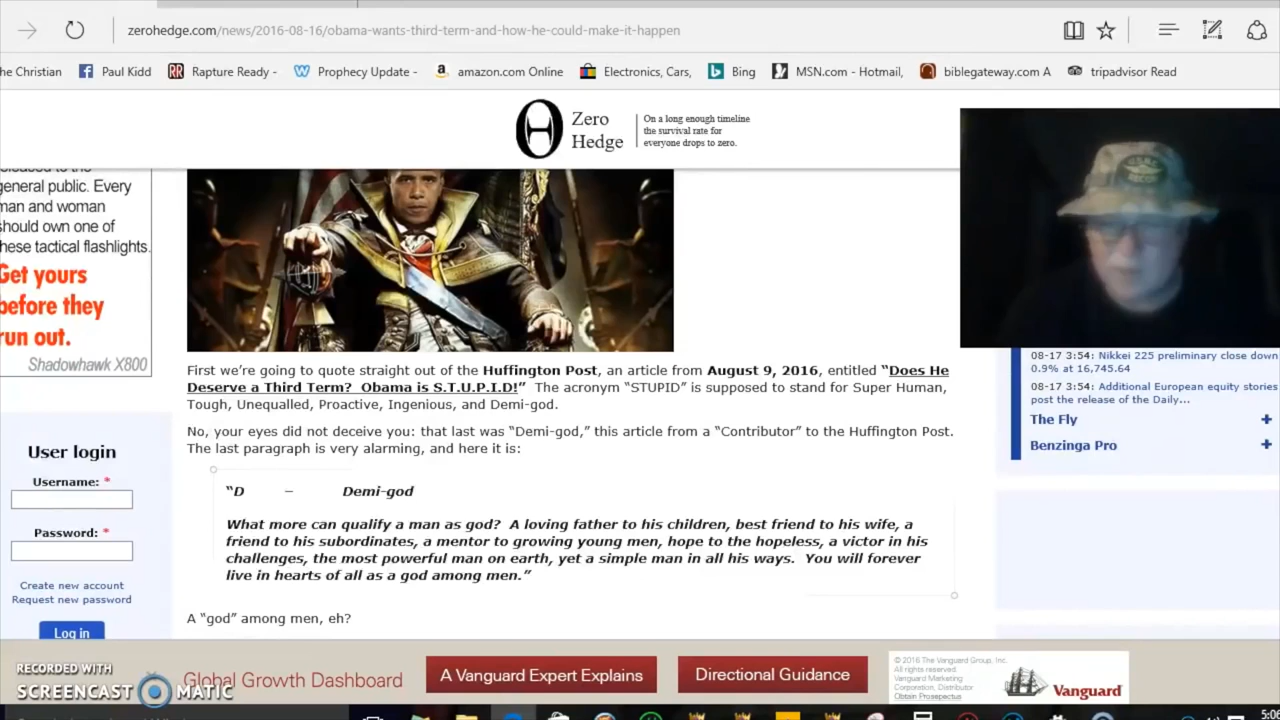 zerohedge.com/news/2016-08-16/obama-wants-third-term-and-how-he-could-make-it-happen
he Christian
Paul Kidd
Rapture Ready -
Prophecy Update -
amazon.com Online
Electronics, Cars,
Bing
MSN.com - Hotmail,
biblegateway.com A
tripadvisor Read
Zero
Hedge
On a long enough timeline
the survival rate for
everyone drops to zero.
general public. Every
man and woman
should own one of
these tactical flashlights.
Get yours
before they
run out.
Shadowhawk X800
First we're going to quote straight out of the Huffington Post, an article from August 9, 2016, entitled "Does He
Deserve a Third Term? Obama is S.T.U.P.I.D!" The acronym "STUPID" is supposed to stand for Super Human,
Tough, Unequalled, Proactive, Ingenious, and Demi-god.
No, your eyes did not deceive you: that last was "Demi-god," this article from a "Contributor" to the Huffington Post.
The last paragraph is very alarming, and here it is:
"D – Demi-god
What more can qualify a man as god? A loving father to his children, best friend to his wife, a
friend to his subordinates, a mentor to growing young men, hope to the hopeless, a victor in his
challenges, the most powerful man on earth, yet a simple man in all his ways. You will forever
live in hearts of all as a god among men."
A "god" among men, eh?
08-17 3:54: Nikkei 225 preliminary close down
0.9% at 16,745.64
08-17 3:54: Additional European equity stories
post the release of the Daily...
The Fly +
Benzinga Pro +
User login
Username: *
Password: *
Create new account
Request new password
Log in
RECORDED WITH
SCREENCAST MATIC
Global Growth Dashboard
A Vanguard Expert Explains
Directional Guidance
© 2016 The Vanguard Group, Inc.
All rights reserved.
Vanguard Marketing
Corporation, Distributor
Obtain Prospectus
Vanguard